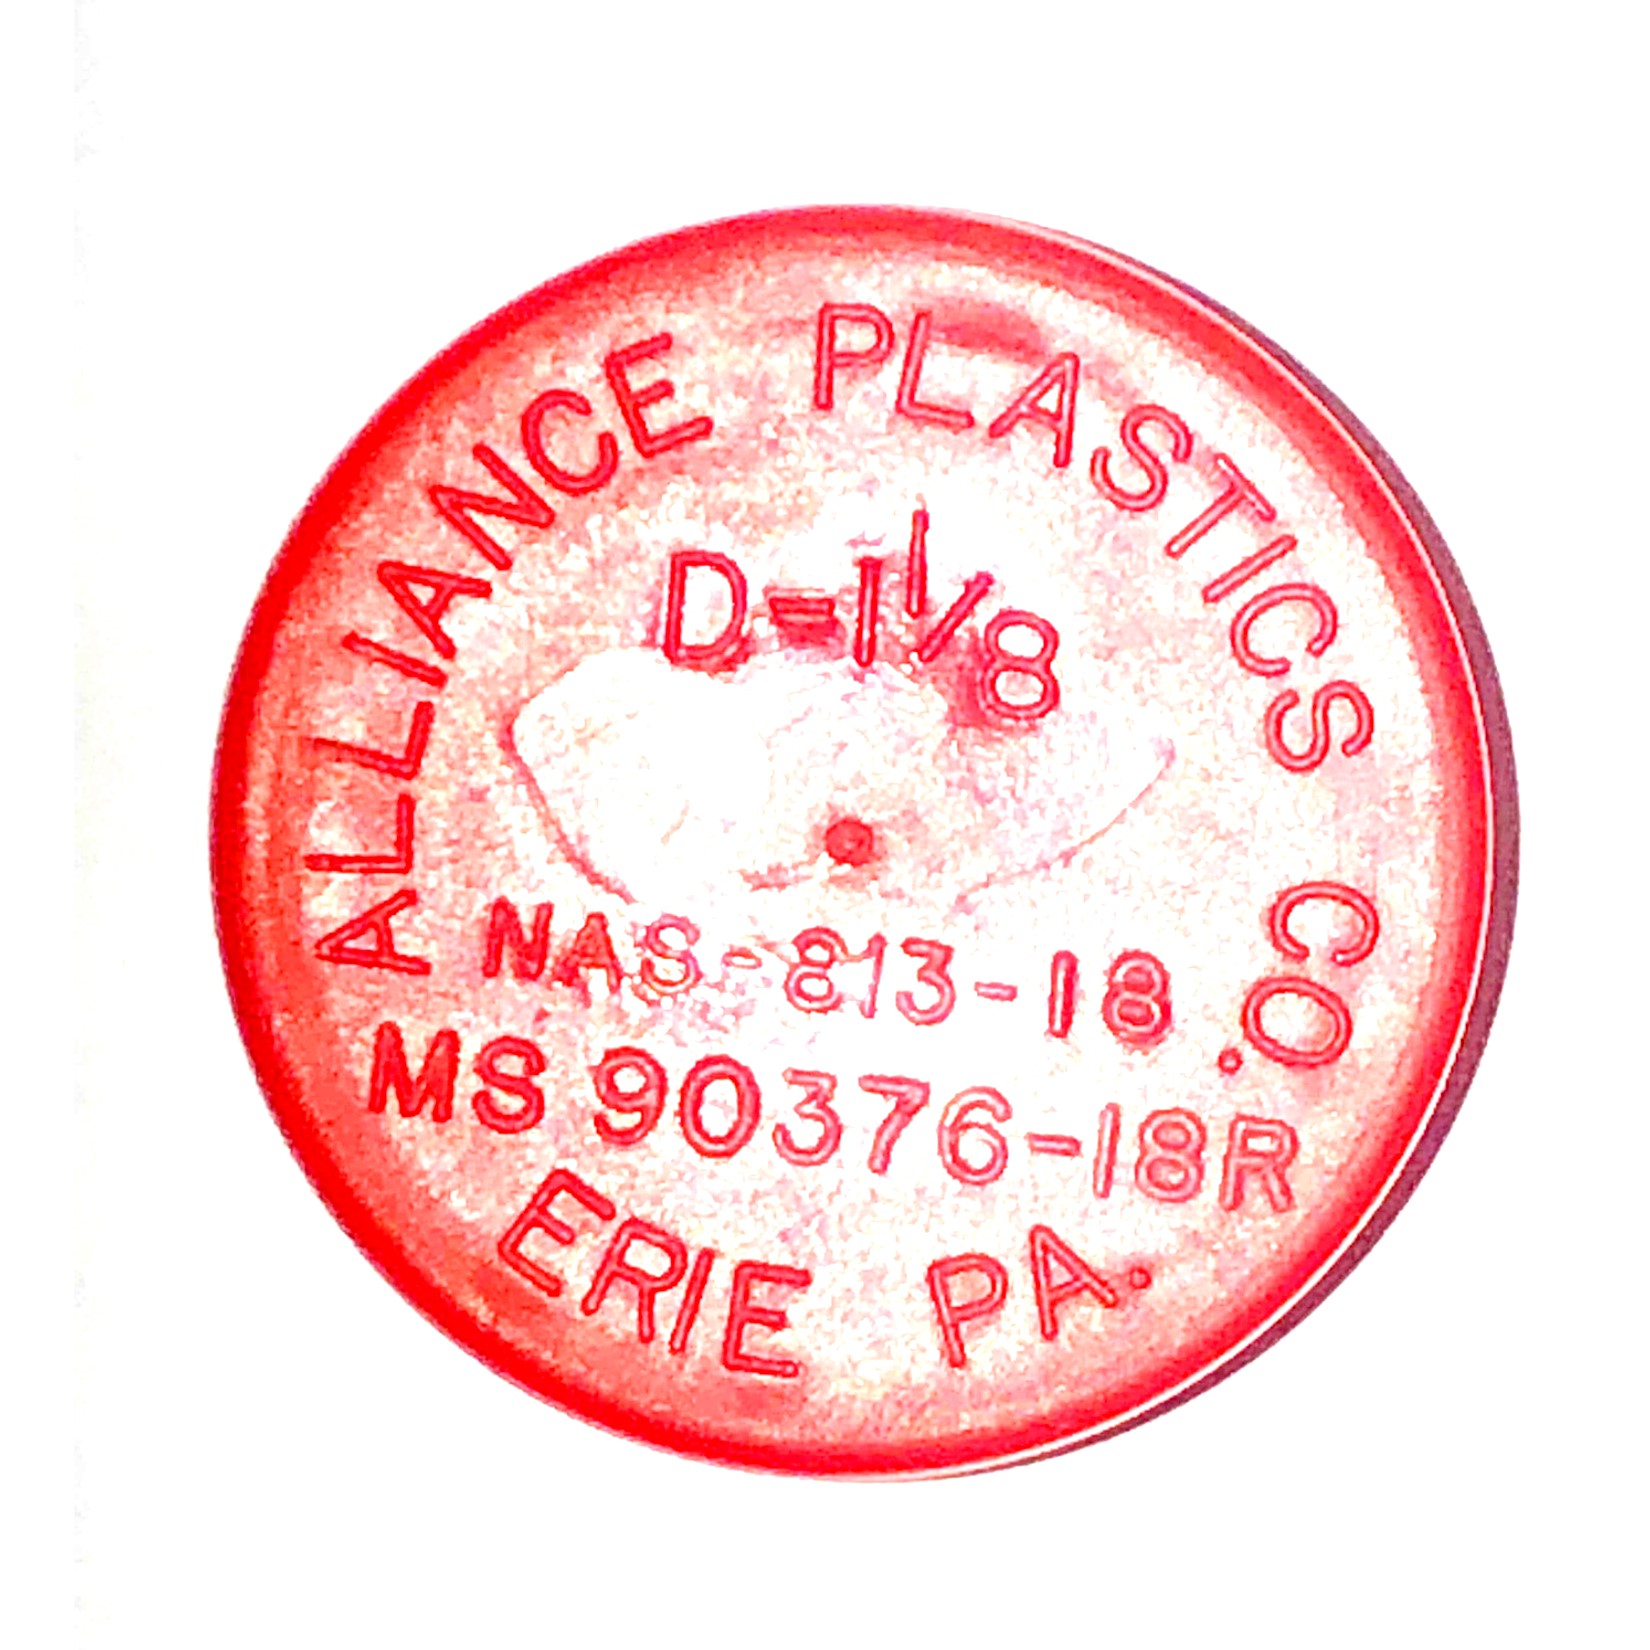 ALLIANCE PLASTICS CO.
D-1 1/8
NAS-813-18
MS 90376-18R
ERIE PA.